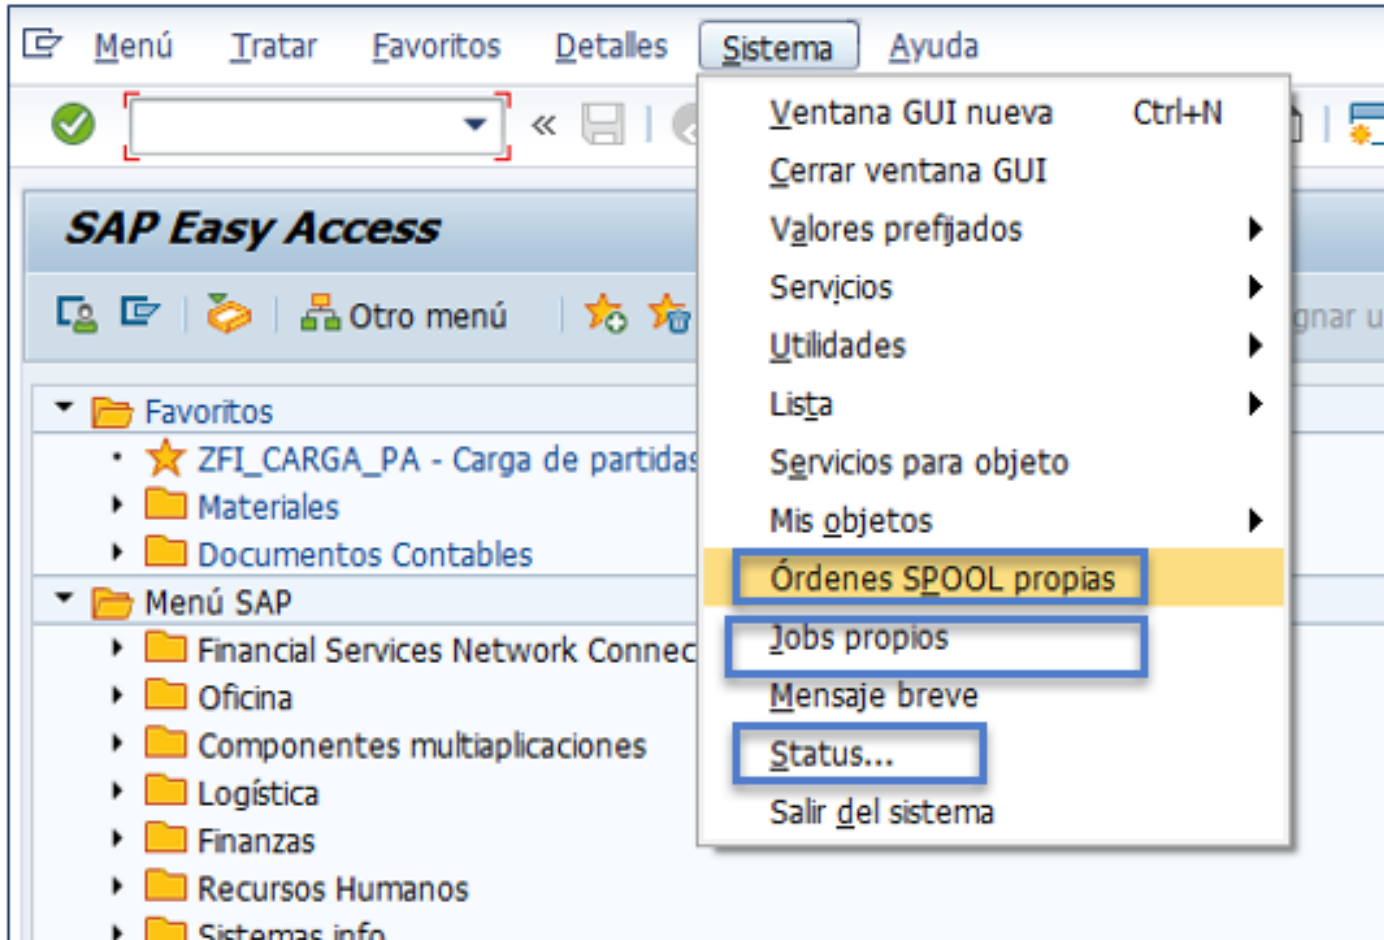 Menú Tratar Favoritos Detalles Sistema Ayuda
Ventana GUI nueva Ctrl+N
Cerrar ventana GUI
Valores prefijados
Servicios
Utilidades
Lista
Servicios para objeto
Mis objetos
Órdenes SPOOL propias
Jobs propios
Mensaje breve
Status...
Salir del sistema
SAP Easy Access
Otro menú
Favoritos
ZFI_CARGA_PA - Carga de partidas
Materiales
Documentos Contables
Menú SAP
Financial Services Network Connec
Oficina
Componentes multiaplicaciones
Logística
Finanzas
Recursos Humanos
Sistemas info